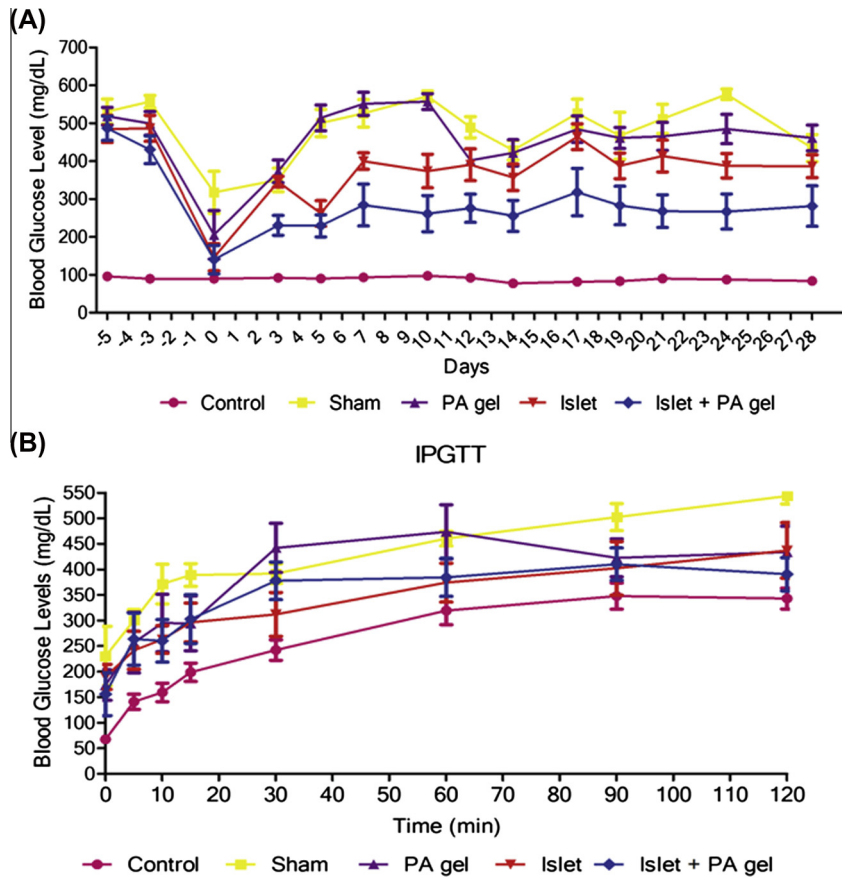 (A)
Blood Glucose Level (mg/dL)
700
600
500
400
300
200
100
0
-5 -4 -3 -2 -1 0 1 2 3 4 5 6 7 8 9 10 11 12 13 14 15 16 17 18 19 20 21 22 23 24 25 26 27 28
Days
Control Sham PA gel Islet Islet + PA gel
(B)
IPGTT
Blood Glucose Levels (mg/dL)
550
500
450
400
350
300
250
200
150
100
50
0
0 10 20 30 40 50 60 70 80 90 100 110 120
Time (min)
Control Sham PA gel Islet Islet + PA gel